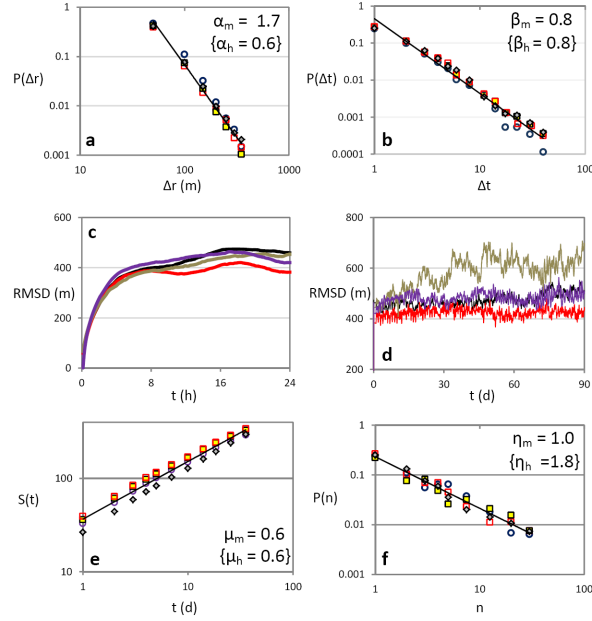 1
0.1
P(Δr)
0.01
0.001
10
100
1000
Δr (m)
a
α_m = 1.7
{α_h = 0.6}
1
0.1
P(Δt)
0.01
0.001
0.0001
1
10
100
Δt
b
β_m = 0.8
{β_h = 0.8}
600
400
RMSD (m)
200
0
0
8
16
24
t (h)
c
800
600
RMSD (m)
400
200
0
30
60
90
t (d)
d
100
S(t)
10
1
10
100
t (d)
e
μ_m = 0.6
{μ_h = 0.6}
1
0.1
P(n)
0.01
0.001
1
10
100
n
f
η_m = 1.0
{η_h =1.8}